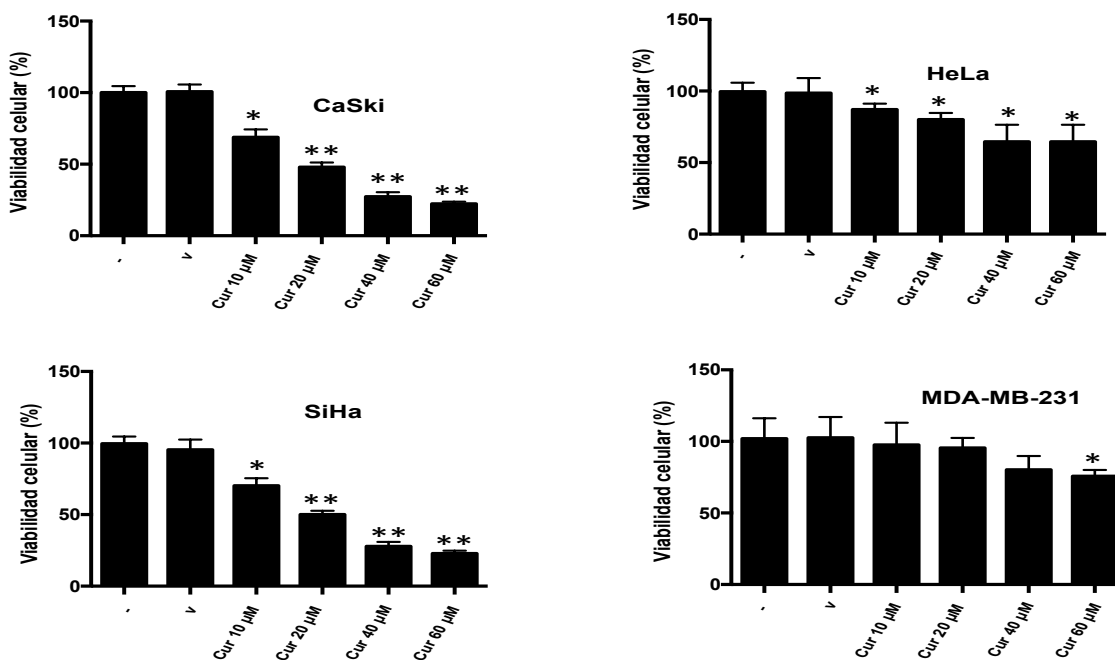 CaSki
Viabilidad celular (%)
150
100
50
0
*
**
**
**
-
v
Cur 10 µM
Cur 20 µM
Cur 40 µM
Cur 60 µM
HeLa
Viabilidad celular (%)
150
100
50
0
*
*
*
*
-
v
Cur 10 µM
Cur 20 µM
Cur 40 µM
Cur 60 µM
SiHa
Viabilidad celular (%)
150
100
50
0
*
**
**
**
-
v
Cur 10 µM
Cur 20 µM
Cur 40 µM
Cur 60 µM
MDA-MB-231
Viabilidad celular (%)
150
100
50
0
*
-
v
Cur 10 µM
Cur 20 µM
Cur 40 µM
Cur 60 µM